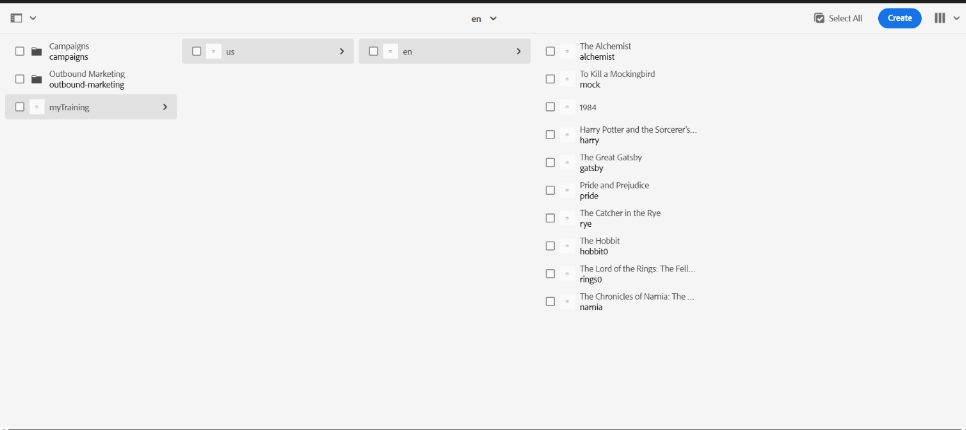 en
Select All
Create
Campaigns
campaigns
Outbound Marketing
outbound-marketing
myTraining
us
en
The Alchemist
alchemist
To Kill a Mockingbird
mock
1984
Harry Potter and the Sorcerer's...
harry
The Great Gatsby
gatsby
Pride and Prejudice
pride
The Catcher in the Rye
rye
The Hobbit
hobbit0
The Lord of the Rings: The Fell...
rings0
The Chronicles of Narnia: The ...
narnia